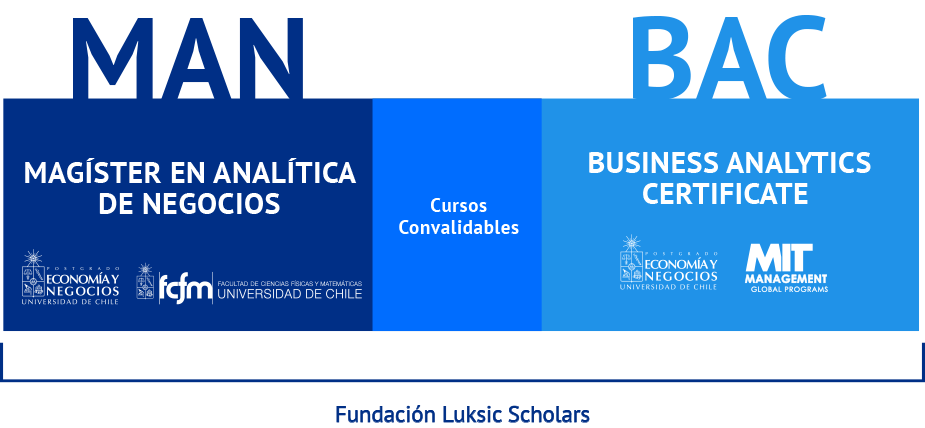 MAN
BAC
MAGÍSTER EN ANALÍTICA
DE NEGOCIOS
POSTGRADO
ECONOMÍA Y
NEGOCIOS
UNIVERSIDAD DE CHILE
fcfm
FACULTAD DE CIENCIAS FÍSICAS Y MATEMÁTICAS
UNIVERSIDAD DE CHILE
Cursos
Convalidables
BUSINESS ANALYTICS
CERTIFICATE
POSTGRADO
ECONOMÍA Y
NEGOCIOS
UNIVERSIDAD DE CHILE
MIT
MANAGEMENT
GLOBAL PROGRAMS
Fundación Luksic Scholars